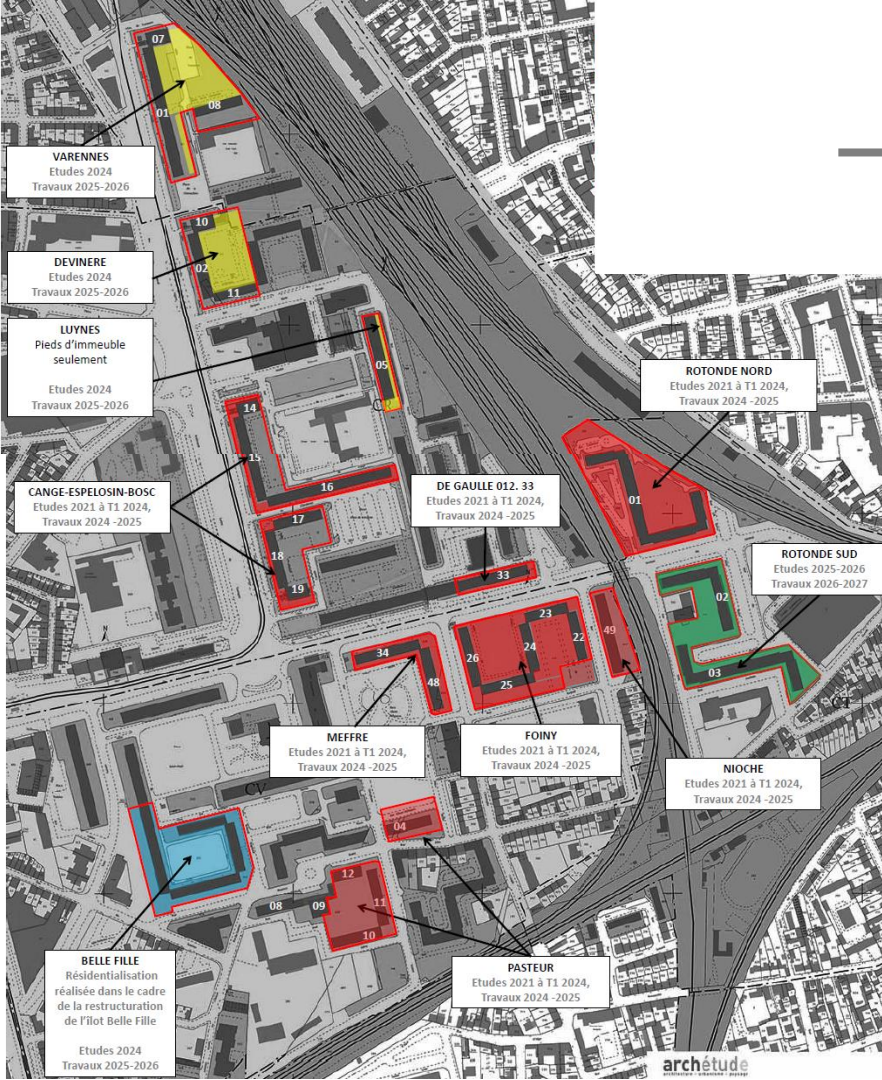 07
01
08
VARENNES
Etudes 2024
Travaux 2025-2026
10
02
11
DEVINERE
Etudes 2024
Travaux 2025-2026
LUYNES
Pieds d'immeuble
seulement
Etudes 2024
Travaux 2025-2026
05
ROTONDE NORD
Etudes 2021 à T1 2024,
Travaux 2024 -2025
01
14
15
16
CANGE-ESPELOSIN-BOSC
Etudes 2021 à T1 2024,
Travaux 2024 -2025
17
18
19
DE GAULLE 012. 33
Etudes 2021 à T1 2024,
Travaux 2024 -2025
33
ROTONDE SUD
Etudes 2025-2026
Travaux 2026-2027
02
03
N
34
48
26
23
24
22
25
49
CT
MEFFRE
Etudes 2021 à T1 2024,
Travaux 2024 -2025
FOINY
Etudes 2021 à T1 2024,
Travaux 2024 -2025
NIOCHE
Etudes 2021 à T1 2024,
Travaux 2024 -2025
CV
04
12
08
09
11
10
BELLE FILLE
Résidentialisation
réalisée dans le cadre
de la restructuration
de l'îlot Belle Fille
Etudes 2024
Travaux 2025-2026
PASTEUR
Etudes 2021 à T1 2024,
Travaux 2024 -2025
archétude
architecture - urbanisme - paysage